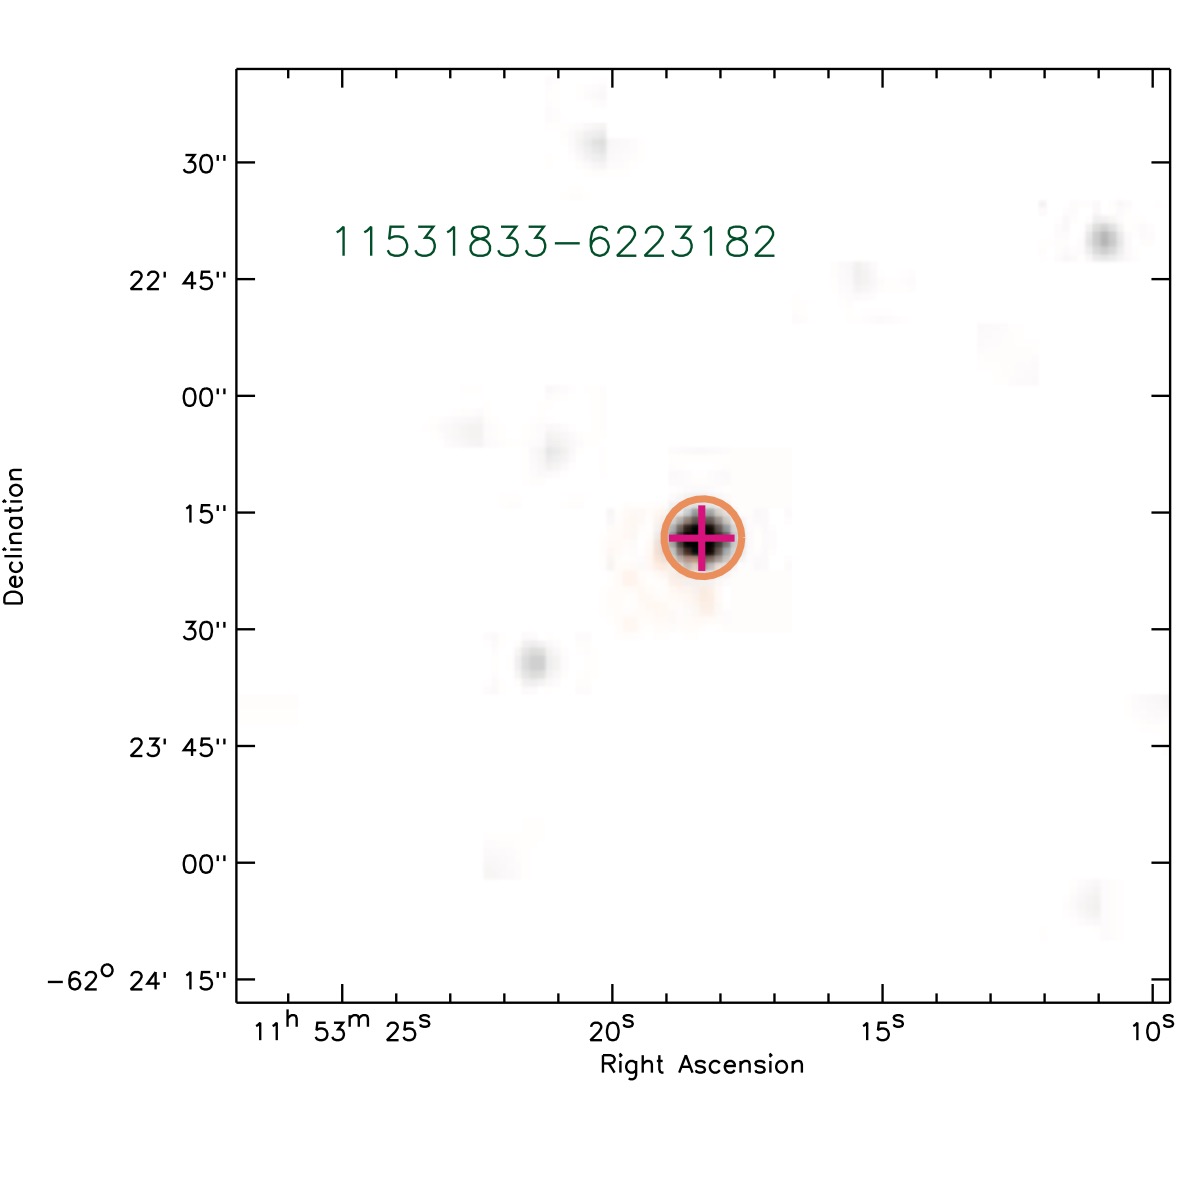 30''
11531833-6223182
22' 45''
00''
15''
Declination
30''
23' 45''
00''
-62° 24' 15''
11h 53m 25s 20s 15s 10s
Right Ascension